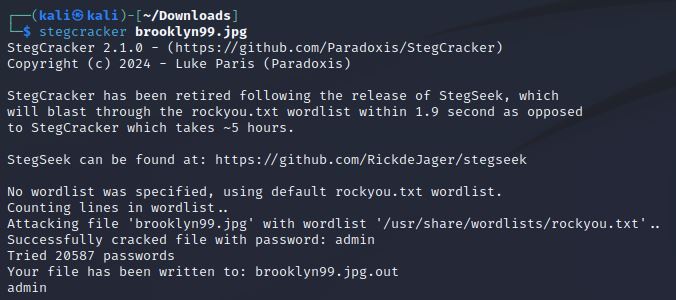 ┌──(kali㉿kali)-[~/Downloads]
└─$ stegcracker brooklyn99.jpg
StegCracker 2.1.0 - (https://github.com/Paradoxis/StegCracker)
Copyright (c) 2024 - Luke Paris (Paradoxis)
StegCracker has been retired following the release of StegSeek, which
will blast through the rockyou.txt wordlist within 1.9 second as opposed
to StegCracker which takes ~5 hours.
StegSeek can be found at: https://github.com/RickdeJager/stegseek
No wordlist was specified, using default rockyou.txt wordlist.
Counting lines in wordlist..
Attacking file 'brooklyn99.jpg' with wordlist '/usr/share/wordlists/rockyou.txt'..
Successfully cracked file with password: admin
Tried 20587 passwords
Your file has been written to: brooklyn99.jpg.out
admin